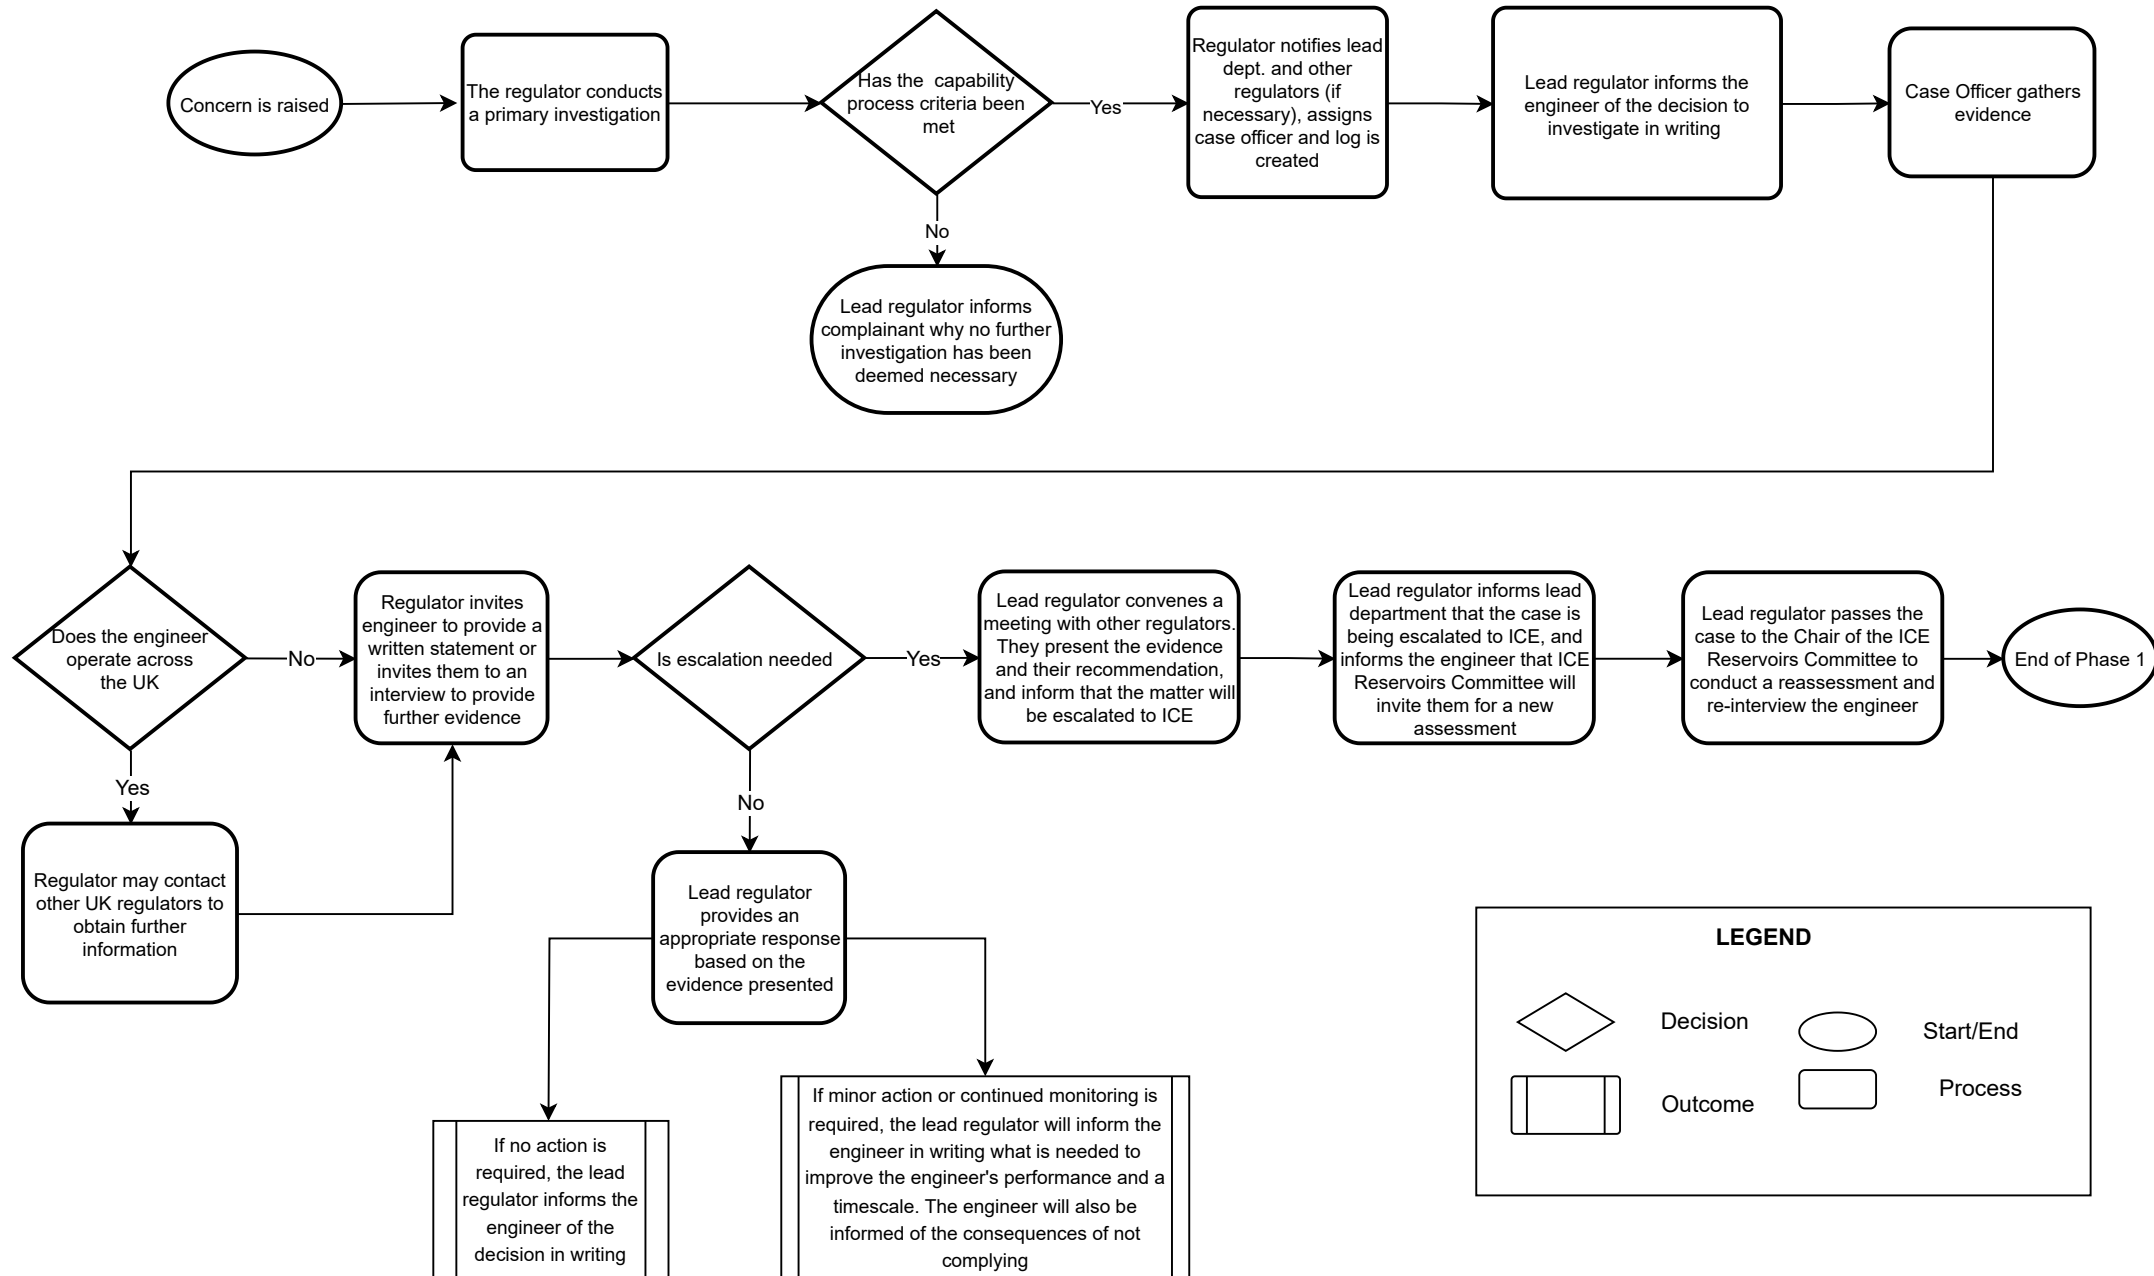 Concern is raised
The regulator conducts
a primary investigation
Has the  capability
process criteria been
met
Yes
Regulator notifies lead
dept. and other
regulators (if
necessary), assigns
case officer and log is
created
Lead regulator informs the
engineer of the decision to
investigate in writing
Case Officer gathers
evidence
No
Lead regulator informs
complainant why no further
investigation has been
deemed necessary
Does the engineer
operate across
the UK
No
Regulator invites
engineer to provide a
written statement or
invites them to an
interview to provide
further evidence
Is escalation needed
Yes
Lead regulator convenes a
meeting with other regulators.
They present the evidence
and their recommendation,
and inform that the matter will
be escalated to ICE
Lead regulator informs lead
department that the case is
being escalated to ICE, and
informs the engineer that ICE
Reservoirs Committee will
invite them for a new
assessment
Lead regulator passes the
case to the Chair of the ICE
Reservoirs Committee to
conduct a reassessment and
re-interview the engineer
End of Phase 1
Yes
Regulator may contact
other UK regulators to
obtain further
information
No
Lead regulator
provides an
appropriate response
based on the
evidence presented
If no action is
required, the lead
regulator informs the
engineer of the
decision in writing
If minor action or continued monitoring is
required, the lead regulator will inform the
engineer in writing what is needed to
improve the engineer's performance and a
timescale. The engineer will also be
informed of the consequences of not
complying
LEGEND
Decision
Start/End
Outcome
Process